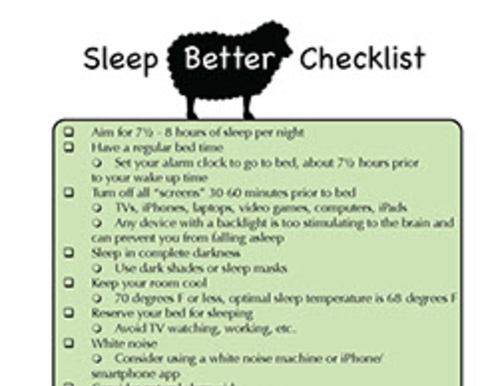 Sleep Better Checklist
❑ Aim for 7½ - 8 hours of sleep per night
❑ Have a regular bed time
❍ Set your alarm clock to go to bed, about 7½ hours prior
to your wake up time
❑ Turn off all "screens" 30-60 minutes prior to bed
❍ TVs, iPhones, laptops, video games, computers, iPads
❍ Any device with a backlight is too stimulating to the brain and
can prevent you from falling asleep
❑ Sleep in complete darkness
❍ Use dark shades or sleep masks
❑ Keep your room cool
❍ 70 degrees F or less, optimal sleep temperature is 68 degrees F
❑ Reserve your bed for sleeping
❍ Avoid TV watching, working, etc.
❑ White noise
❍ Consider using a white noise machine or iPhone/
smartphone app